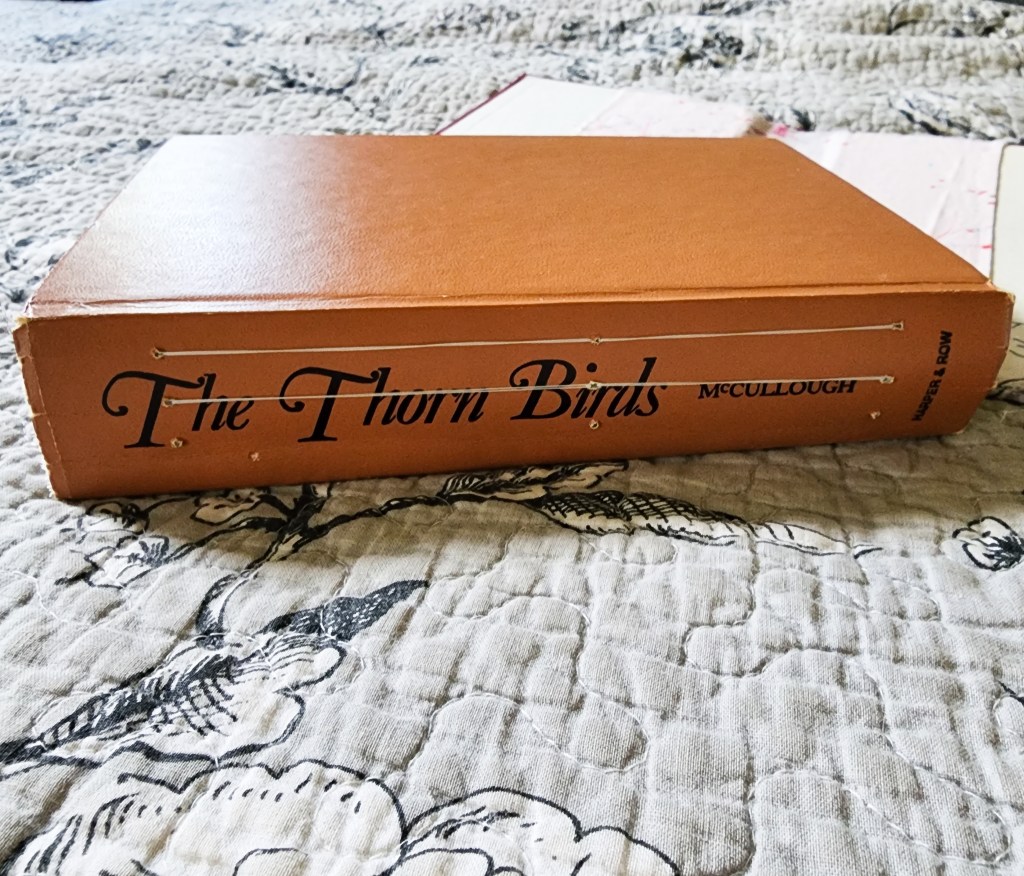 The Thorn Birds
McCULLOUGH
HARPER & ROW